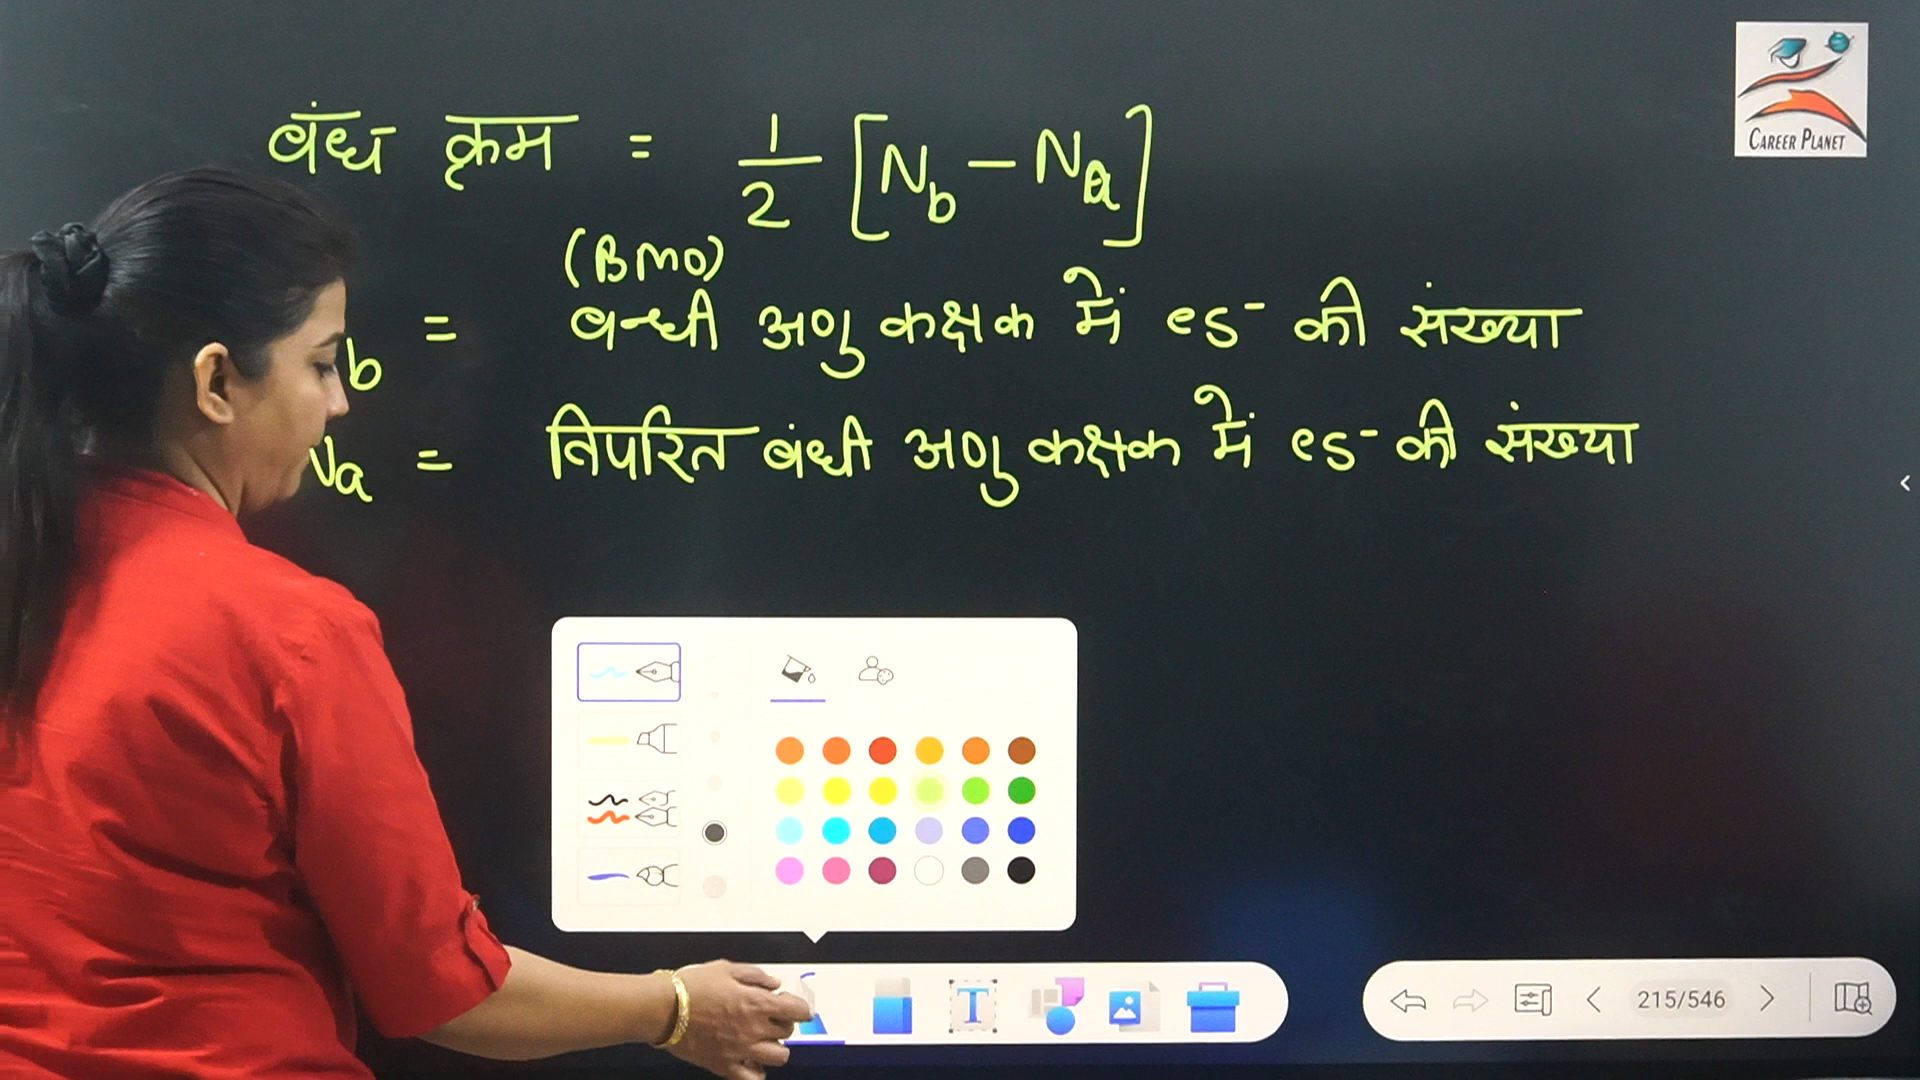 बंध क्रम = 1/2 [Nb - Na]
(BMO)
b = बन्धी अणु कक्षक में es⁻ की संख्या
Na = विपरित बंधी अणु कक्षक में es⁻ की संख्या
CAREER PLANET
T
215/546